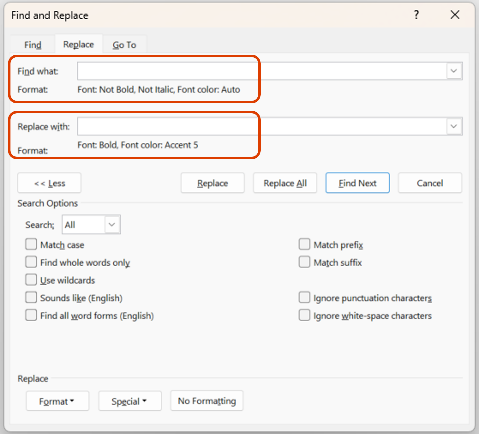 Find and Replace ? ✕
Find Replace Go To
Find what:
Format: Font: Not Bold, Not Italic, Font color: Auto
Replace with:
Format: Font: Bold, Font color: Accent 5
<< Less Replace Replace All Find Next Cancel
Search Options
Search: All
Match case Match prefix
Find whole words only Match suffix
Use wildcards
Sounds like (English) Ignore punctuation characters
Find all word forms (English) Ignore white-space characters
Replace
Format Special No Formatting